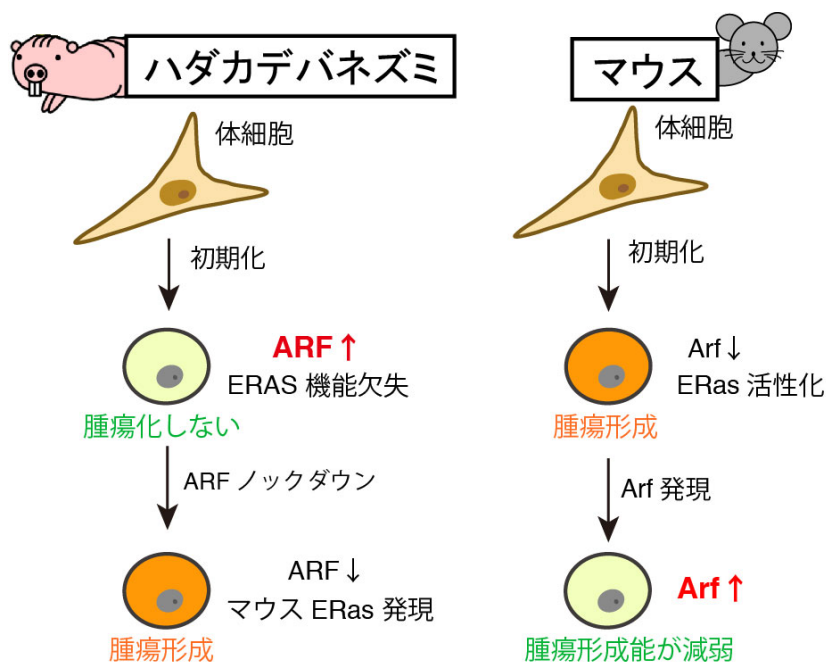 ハダカデバネズミ
体細胞
初期化
ARF↑
ERAS 機能欠失
腫瘍化しない
ARF ノックダウン
ARF↓
マウス ERas 発現
腫瘍形成
マウス
体細胞
初期化
Arf↓
ERas 活性化
腫瘍形成
Arf 発現
Arf↑
腫瘍形成能が減弱